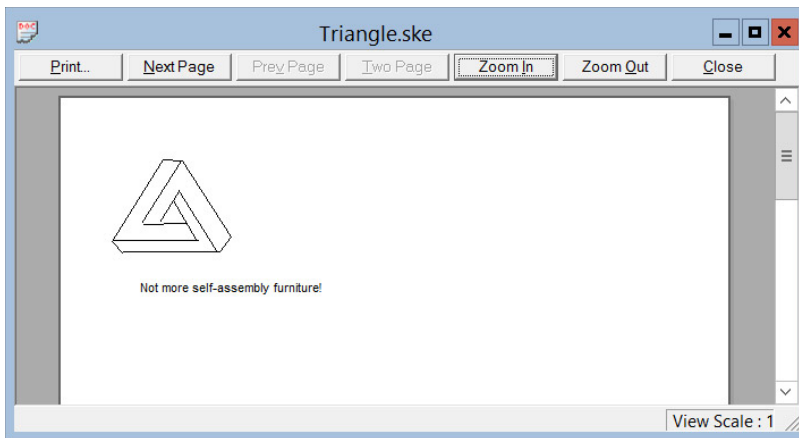 DOC
Triangle.ske
Print... Next Page Prev Page Two Page Zoom In Zoom Out Close
Not more self-assembly furniture!
View Scale : 1